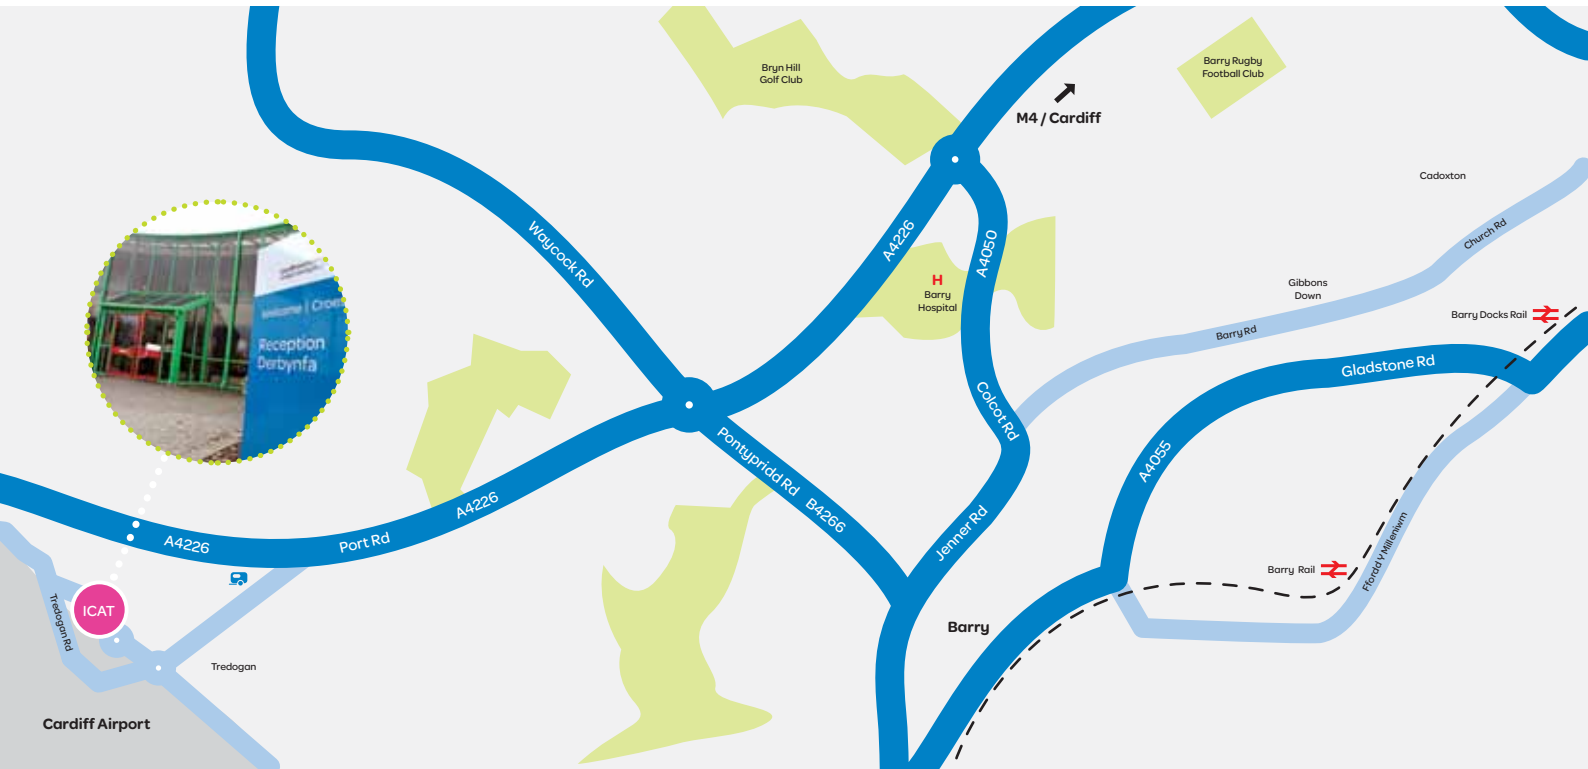 Bryn Hill
Golf Club
Barry Rugby
Football Club
M4 / Cardiff
Cadoxton
Church Rd
Waycock Rd
A4226
A4050
H
Barry
Hospital
Gibbons
Down
Barry Docks Rail
Barry Rd
Welcome | Croes
Reception
Derbynfa
Gladstone Rd
Colcot Rd
A4055
Pontypridd Rd
B4266
A4226
A4226
Port Rd
Jenner Rd
Ffordd Y Mileniwm
Barry Rail
ICAT
Tredogan Rd
Barry
Tredogan
Cardiff Airport